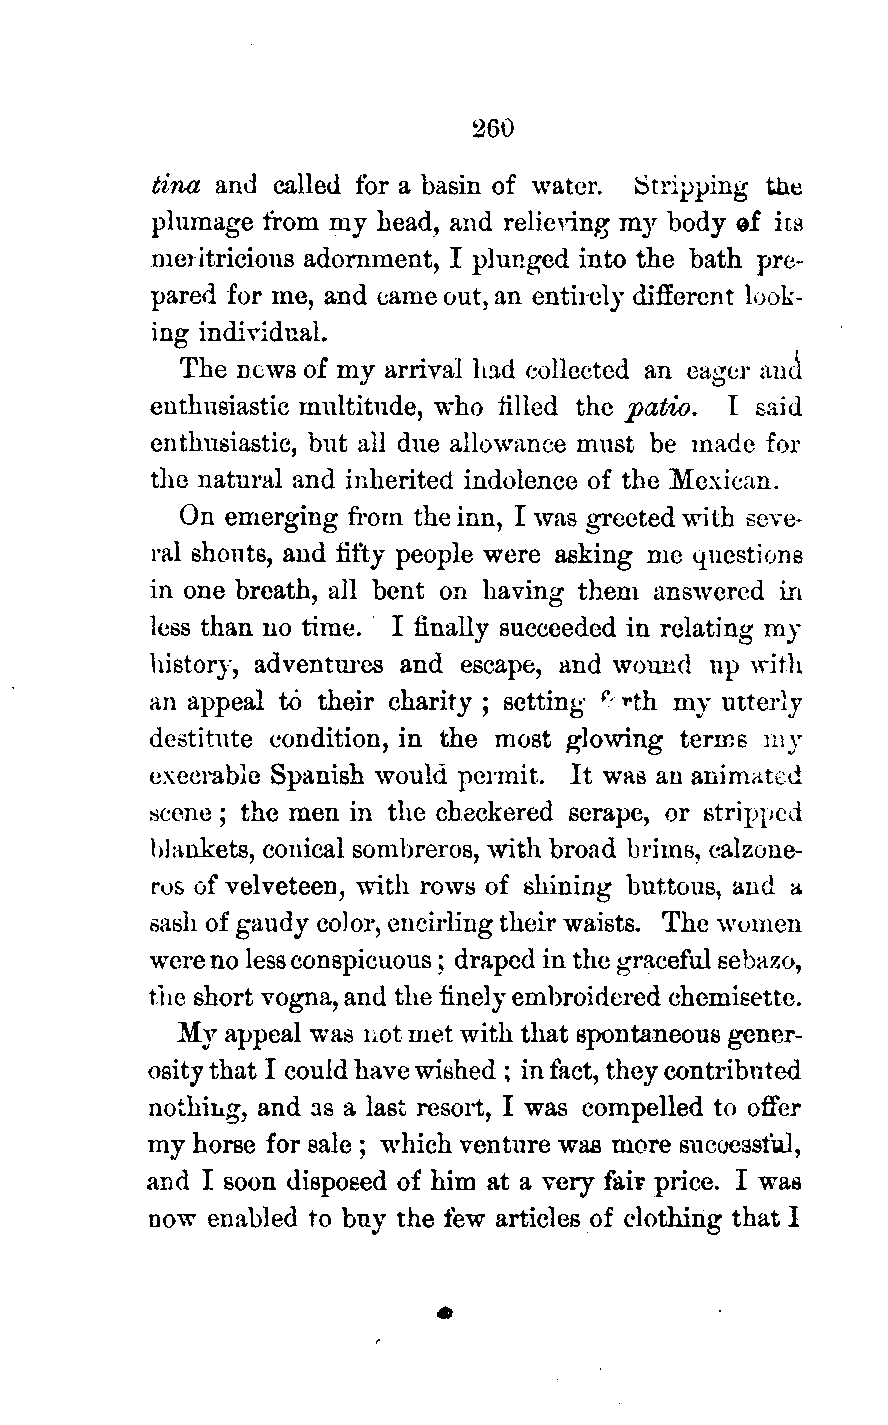 260
tina and called for a basin of water. Stripping the
plumage from my head, and relieving my body of its
meritricious adornment, I plunged into the bath pre-
pared for me, and came out, an entirely different look-
ing individual.
The news of my arrival had collected an eager and
enthusiastic multitude, who filled the patio. I said
enthusiastic, but all due allowance must be made for
the natural and inherited indolence of the Mexican.
On emerging from the inn, I was greeted with seve-
ral shouts, and fifty people were asking me questions
in one breath, all bent on having them answered in
less than no time. I finally succeeded in relating my
history, adventures and escape, and wound up with
an appeal to their charity ; setting forth my utterly
destitute condition, in the most glowing terms my
execrable Spanish would permit. It was an animated
scene ; the men in the checkered serape, or stripped
blankets, conical sombreros, with broad brims, calzone-
ros of velveteen, with rows of shining buttons, and a
sash of gaudy color, encirling their waists. The women
were no less conspicuous ; draped in the graceful sebazo,
the short vogna, and the finely embroidered chemisette.
My appeal was not met with that spontaneous gener-
osity that I could have wished ; in fact, they contributed
nothing, and as a last resort, I was compelled to offer
my horse for sale ; which venture was more successful,
and I soon disposed of him at a very fair price. I was
now enabled to buy the few articles of clothing that I